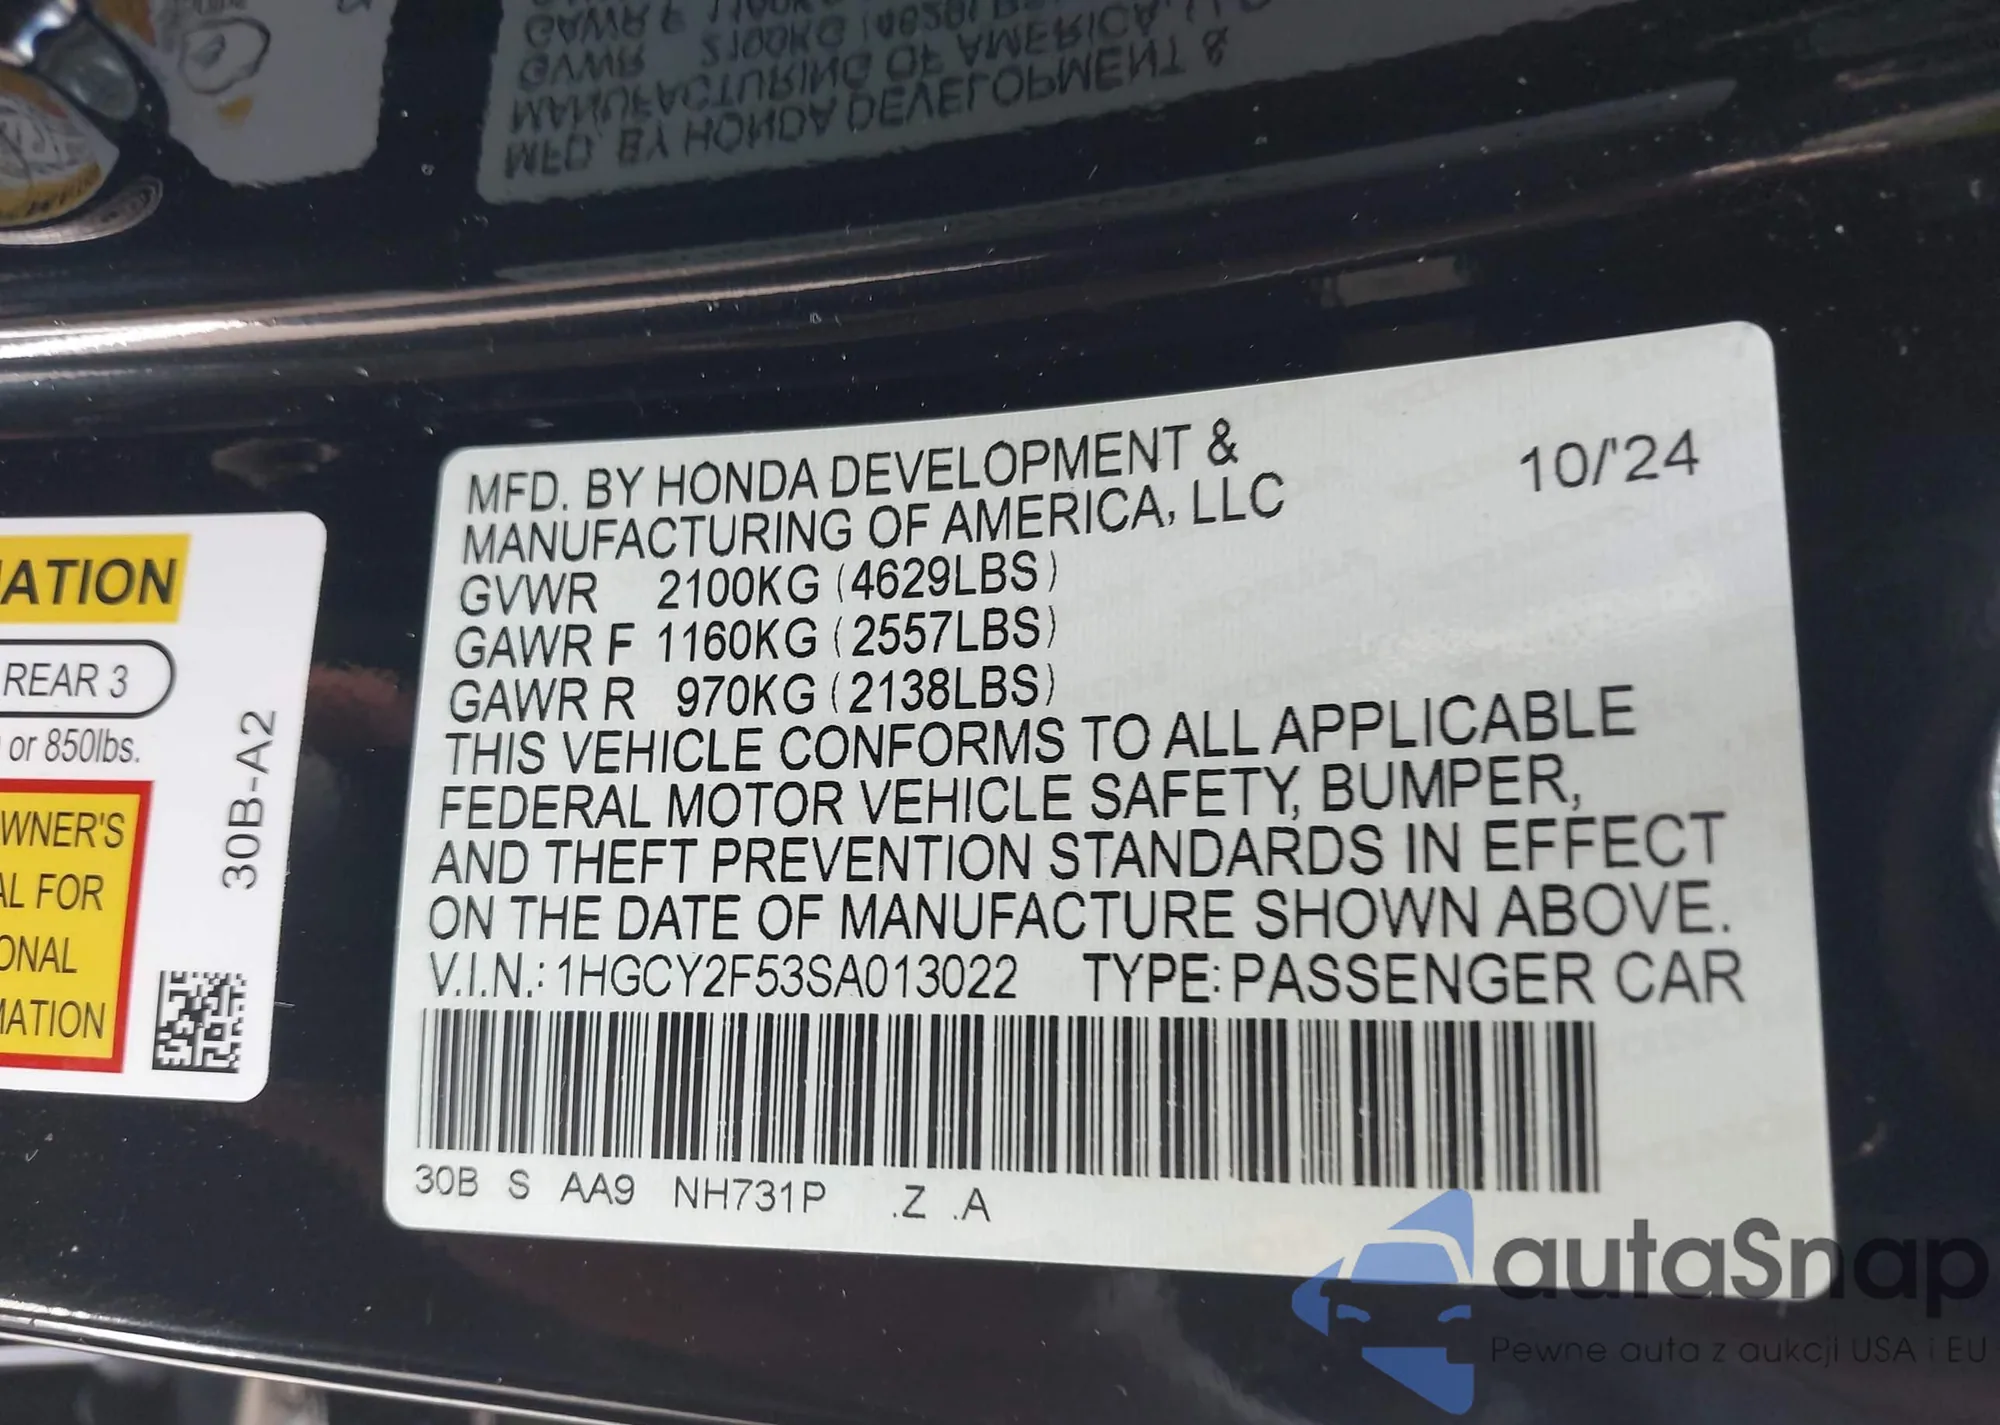 MFD. BY HONDA DEVELOPMENT &
MANUFACTURING OF AMERICA, LLC
10/'24
GVWR 2100KG (4629LBS)
GAWR F 1160KG (2557LBS)
GAWR R 970KG (2138LBS)
THIS VEHICLE CONFORMS TO ALL APPLICABLE
FEDERAL MOTOR VEHICLE SAFETY, BUMPER,
AND THEFT PREVENTION STANDARDS IN EFFECT
ON THE DATE OF MANUFACTURE SHOWN ABOVE.
V.I.N.: 1HGCY2F53SA013022 TYPE: PASSENGER CAR
30B S AA9 NH731P .Z .A
ATION
REAR 3
or 850lbs.
WNER'S
AL FOR
ONAL
MATION
30B-A2
GVWR 2100KG
MANUFACTURING OF AMERICA, LLC
MFD. BY HONDA DEVELOPMENT &
autaSnap
Pewne auta z aukcji USA i EU